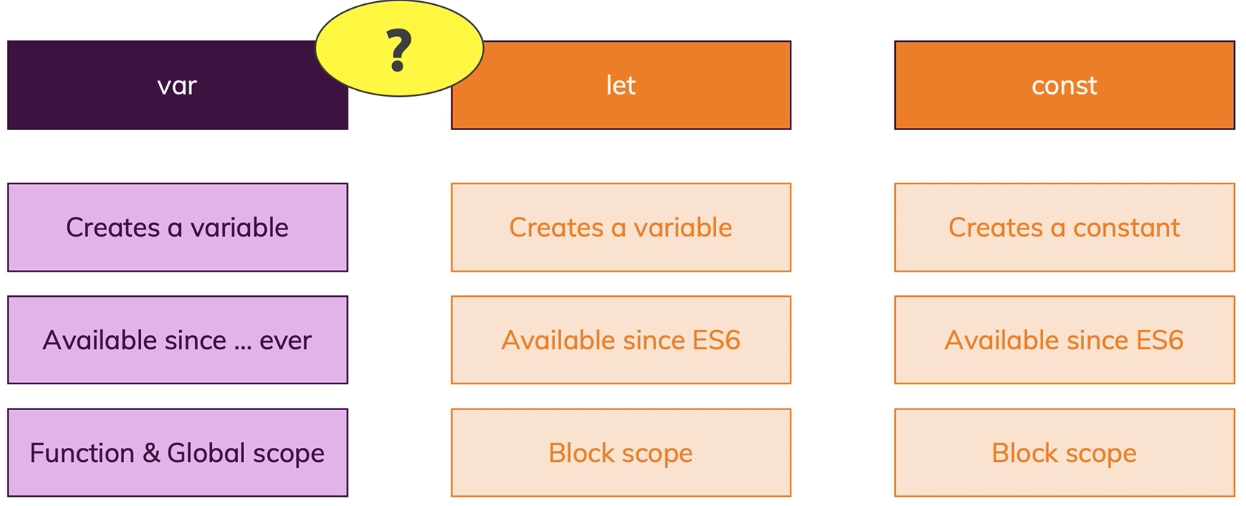 var
?
let
const
Creates a variable
Creates a variable
Creates a constant
Available since ... ever
Available since ES6
Available since ES6
Function & Global scope
Block scope
Block scope